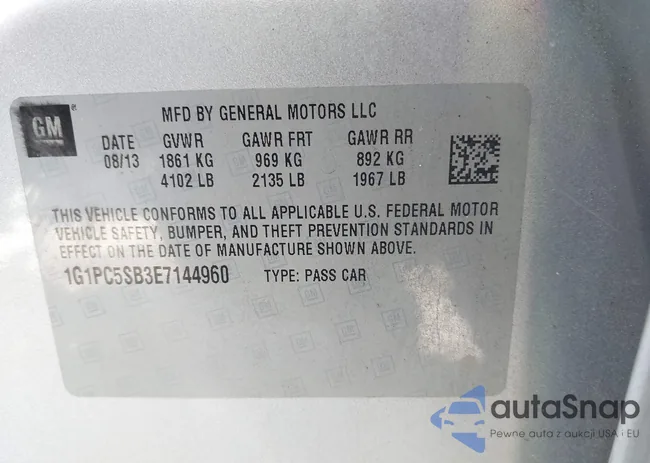 GM
MFD BY GENERAL MOTORS LLC
DATE GVWR GAWR FRT GAWR RR
08/13 1861 KG 969 KG 892 KG
4102 LB 2135 LB 1967 LB
THIS VEHICLE CONFORMS TO ALL APPLICABLE U.S. FEDERAL MOTOR
VEHICLE SAFETY, BUMPER, AND THEFT PREVENTION STANDARDS IN
EFFECT ON THE DATE OF MANUFACTURE SHOWN ABOVE.
1G1PC5SB3E7144960 TYPE: PASS CAR
autaSnap
Pewne auta z aukcji USA i EU